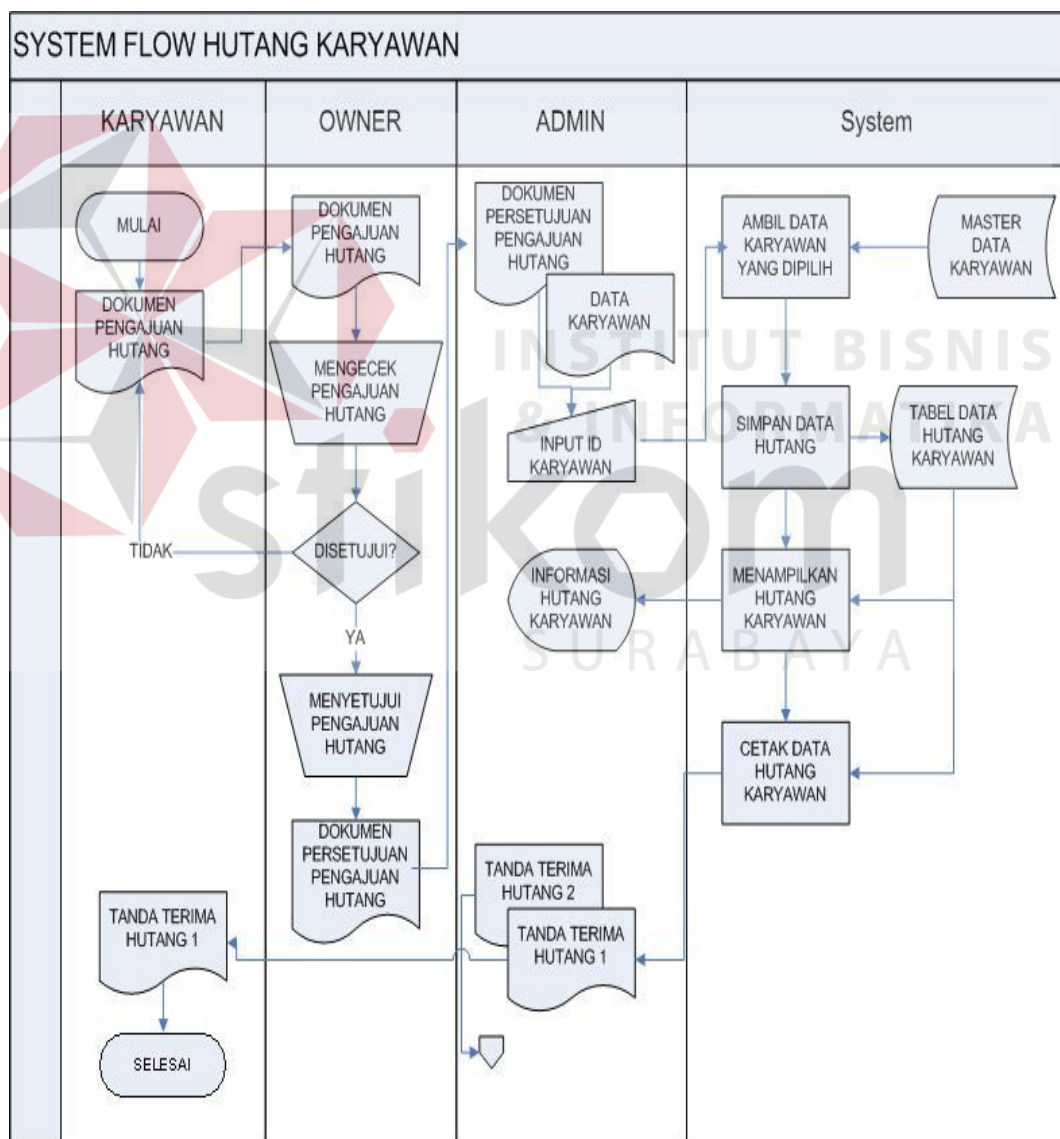 SYSTEM FLOW HUTANG KARYAWAN
KARYAWAN
OWNER
ADMIN
System
MULAI
DOKUMEN
PENGAJUAN
HUTANG
DOKUMEN
PENGAJUAN
HUTANG
MENGECEK
PENGAJUAN
HUTANG
DISETUJUI?
TIDAK
YA
MENYETUJUI
PENGAJUAN
HUTANG
DOKUMEN
PERSETUJUAN
PENGAJUAN
HUTANG
DOKUMEN
PERSETUJUAN
PENGAJUAN
HUTANG
DATA
KARYAWAN
INPUT ID
KARYAWAN
AMBIL DATA
KARYAWAN
YANG DIPILIH
MASTER
DATA
KARYAWAN
SIMPAN DATA
HUTANG
TABEL DATA
HUTANG
KARYAWAN
MENAMPILKAN
HUTANG
KARYAWAN
INFORMASI
HUTANG
KARYAWAN
CETAK DATA
HUTANG
KARYAWAN
TANDA TERIMA
HUTANG 2
TANDA TERIMA
HUTANG 1
TANDA TERIMA
HUTANG 1
SELESAI
INSTITUT BISNIS
& INFORMATIKA
stikom
SURABAYA